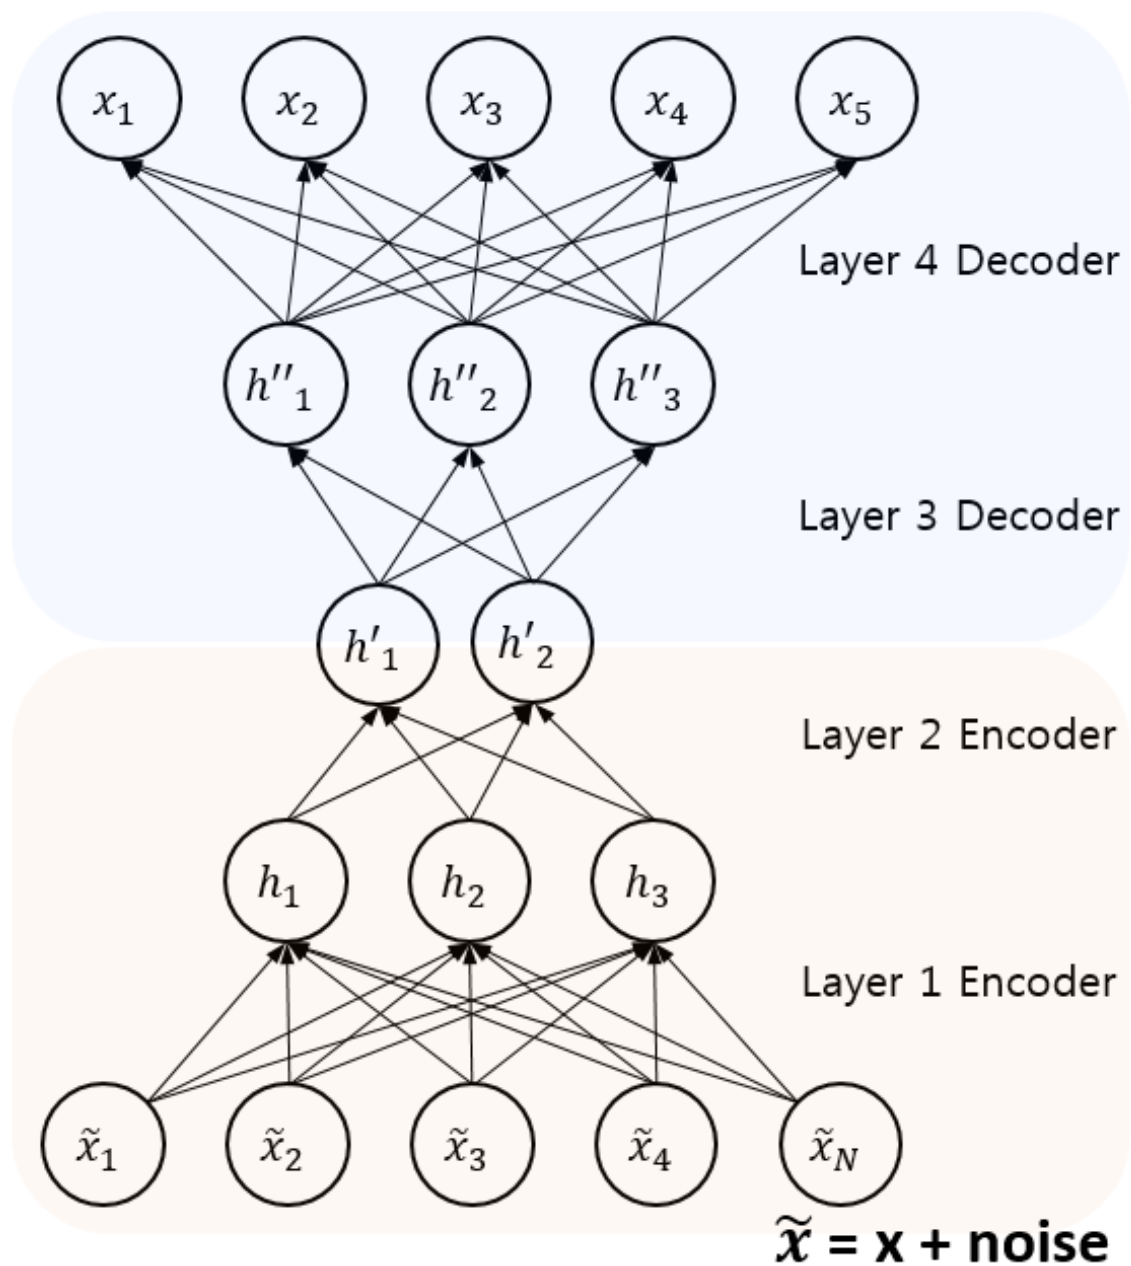 x₁ x₂ x₃ x₄ x₅
Layer 4 Decoder
h″₁ h″₂ h″₃
Layer 3 Decoder
h′₁ h′₂
Layer 2 Encoder
h₁ h₂ h₃
Layer 1 Encoder
x̃₁ x̃₂ x̃₃ x̃₄ x̃_N
x̃ = x + noise